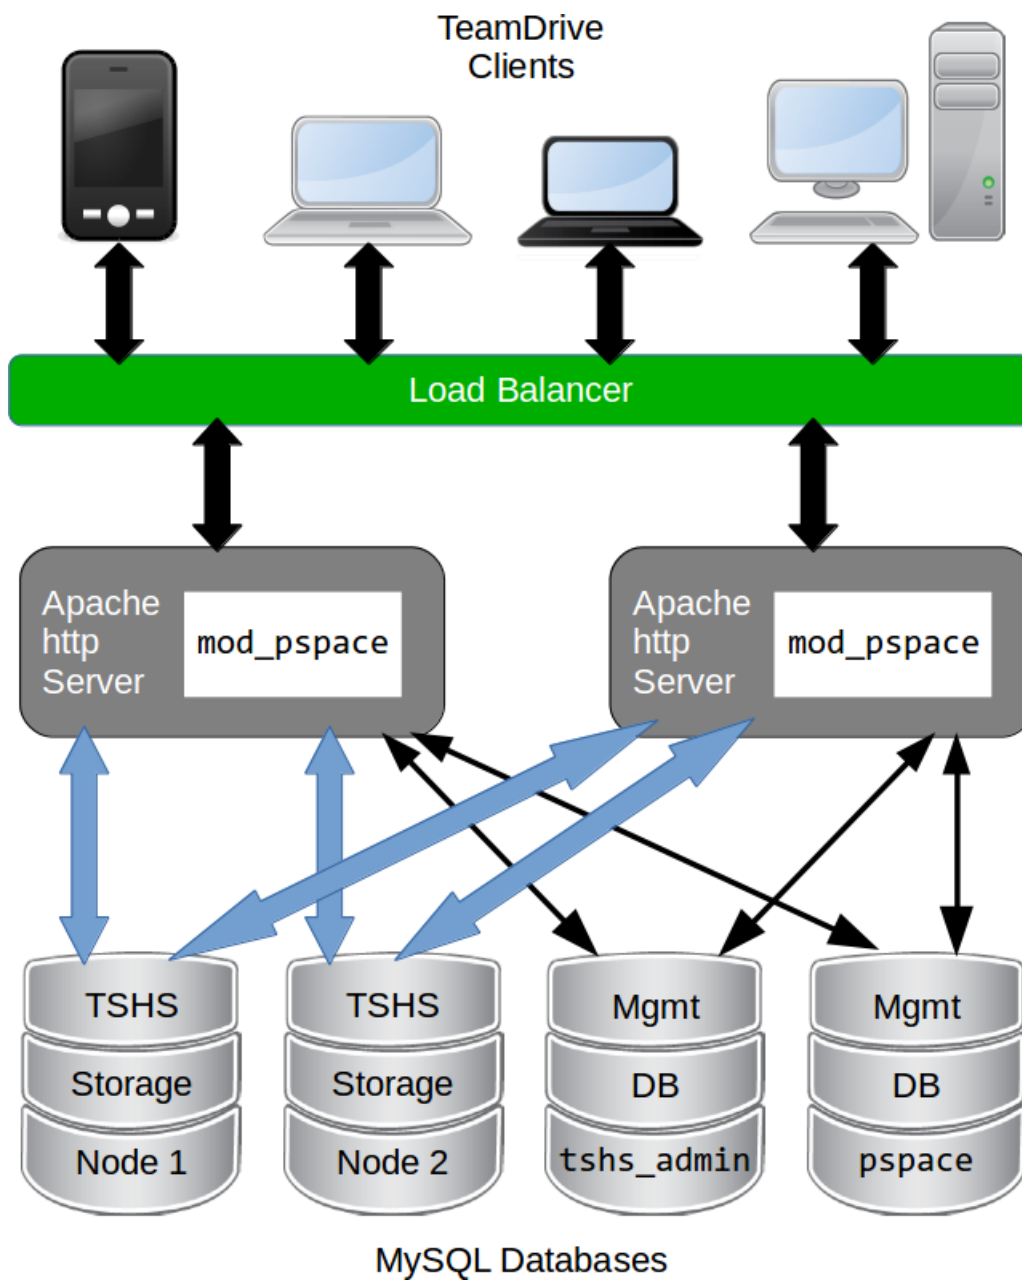 TeamDrive
Clients
Load Balancer
Apache
http
Server
mod_pspace
Apache
http
Server
mod_pspace
TSHS
Storage
Node 1
TSHS
Storage
Node 2
Mgmt
DB
tshs_admin
Mgmt
DB
pspace
MySQL Databases